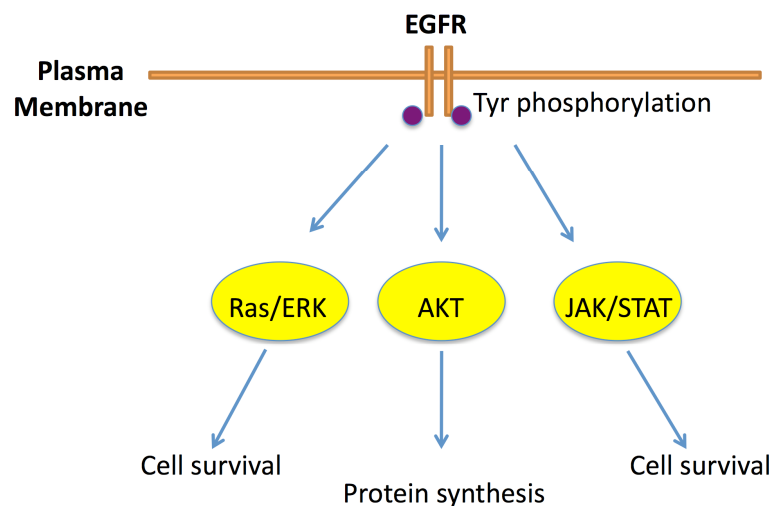 EGFR
Plasma
Membrane
Tyr phosphorylation
Ras/ERK
AKT
JAK/STAT
Cell survival
Protein synthesis
Cell survival